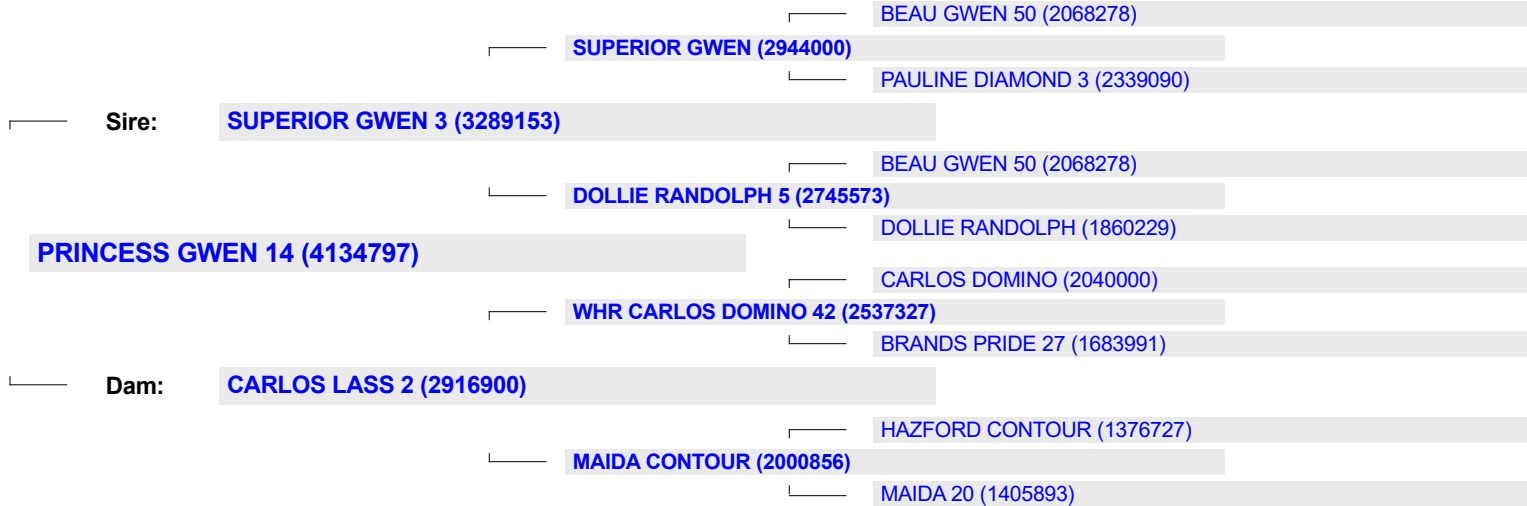 BEAU GWEN 50 (2068278)
SUPERIOR GWEN (2944000)
PAULINE DIAMOND 3 (2339090)
Sire: SUPERIOR GWEN 3 (3289153)
BEAU GWEN 50 (2068278)
DOLLIE RANDOLPH 5 (2745573)
DOLLIE RANDOLPH (1860229)
PRINCESS GWEN 14 (4134797)
CARLOS DOMINO (2040000)
WHR CARLOS DOMINO 42 (2537327)
BRANDS PRIDE 27 (1683991)
Dam: CARLOS LASS 2 (2916900)
HAZFORD CONTOUR (1376727)
MAIDA CONTOUR (2000856)
MAIDA 20 (1405893)